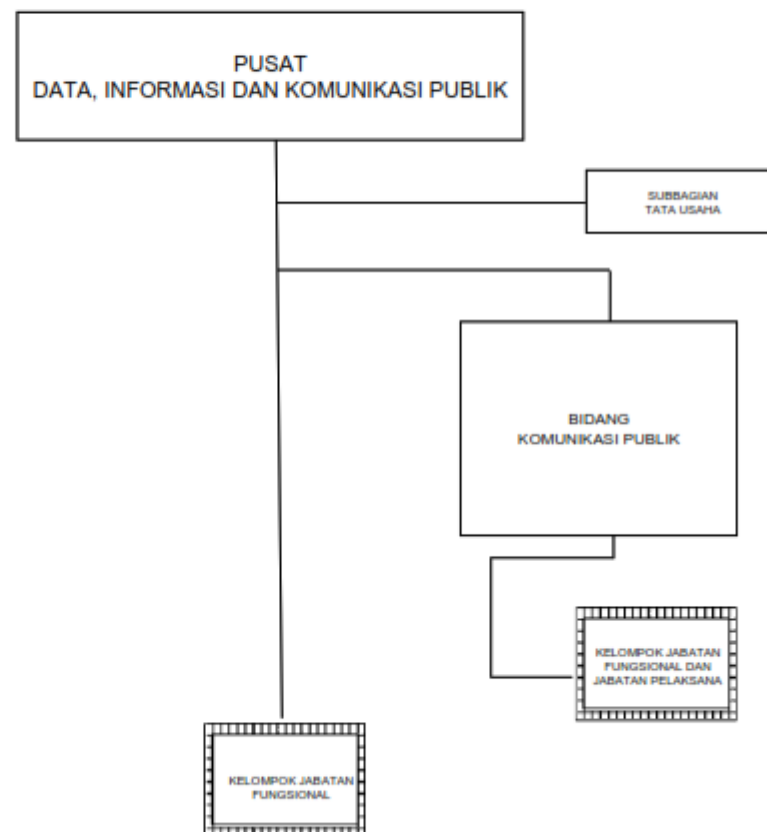 PUSAT
DATA, INFORMASI DAN KOMUNIKASI PUBLIK
SUBBAGIAN
TATA USAHA
BIDANG
KOMUNIKASI PUBLIK
KELOMPOK JABATAN
FUNGSIONAL DAN
JABATAN PELAKSANA
KELOMPOK JABATAN
FUNGSIONAL